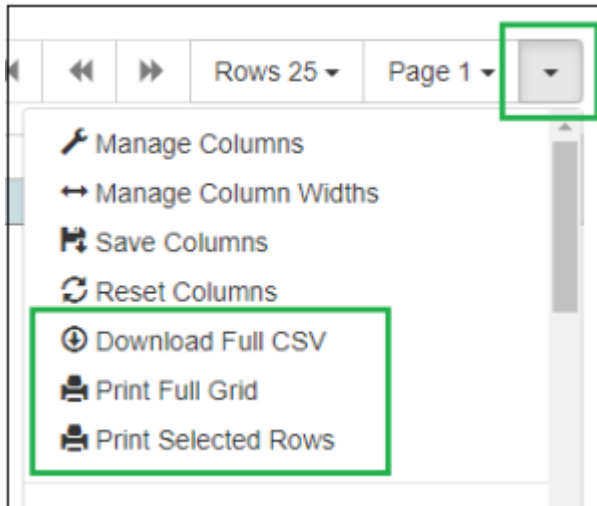 Rows 25 Page 1
Manage Columns
Manage Column Widths
Save Columns
Reset Columns
Download Full CSV
Print Full Grid
Print Selected Rows